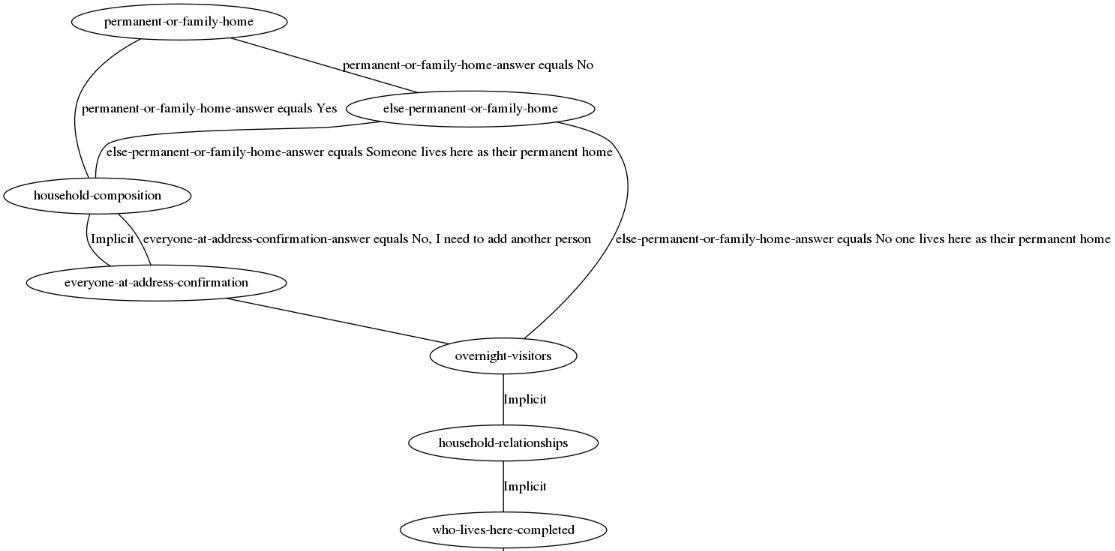 permanent-or-family-home
permanent-or-family-home-answer equals No
permanent-or-family-home-answer equals Yes
else-permanent-or-family-home
else-permanent-or-family-home-answer equals Someone lives here as their permanent home
household-composition
Implicit
everyone-at-address-confirmation-answer equals No, I need to add another person
else-permanent-or-family-home-answer equals No one lives here as their permanent home
everyone-at-address-confirmation
overnight-visitors
Implicit
household-relationships
Implicit
who-lives-here-completed